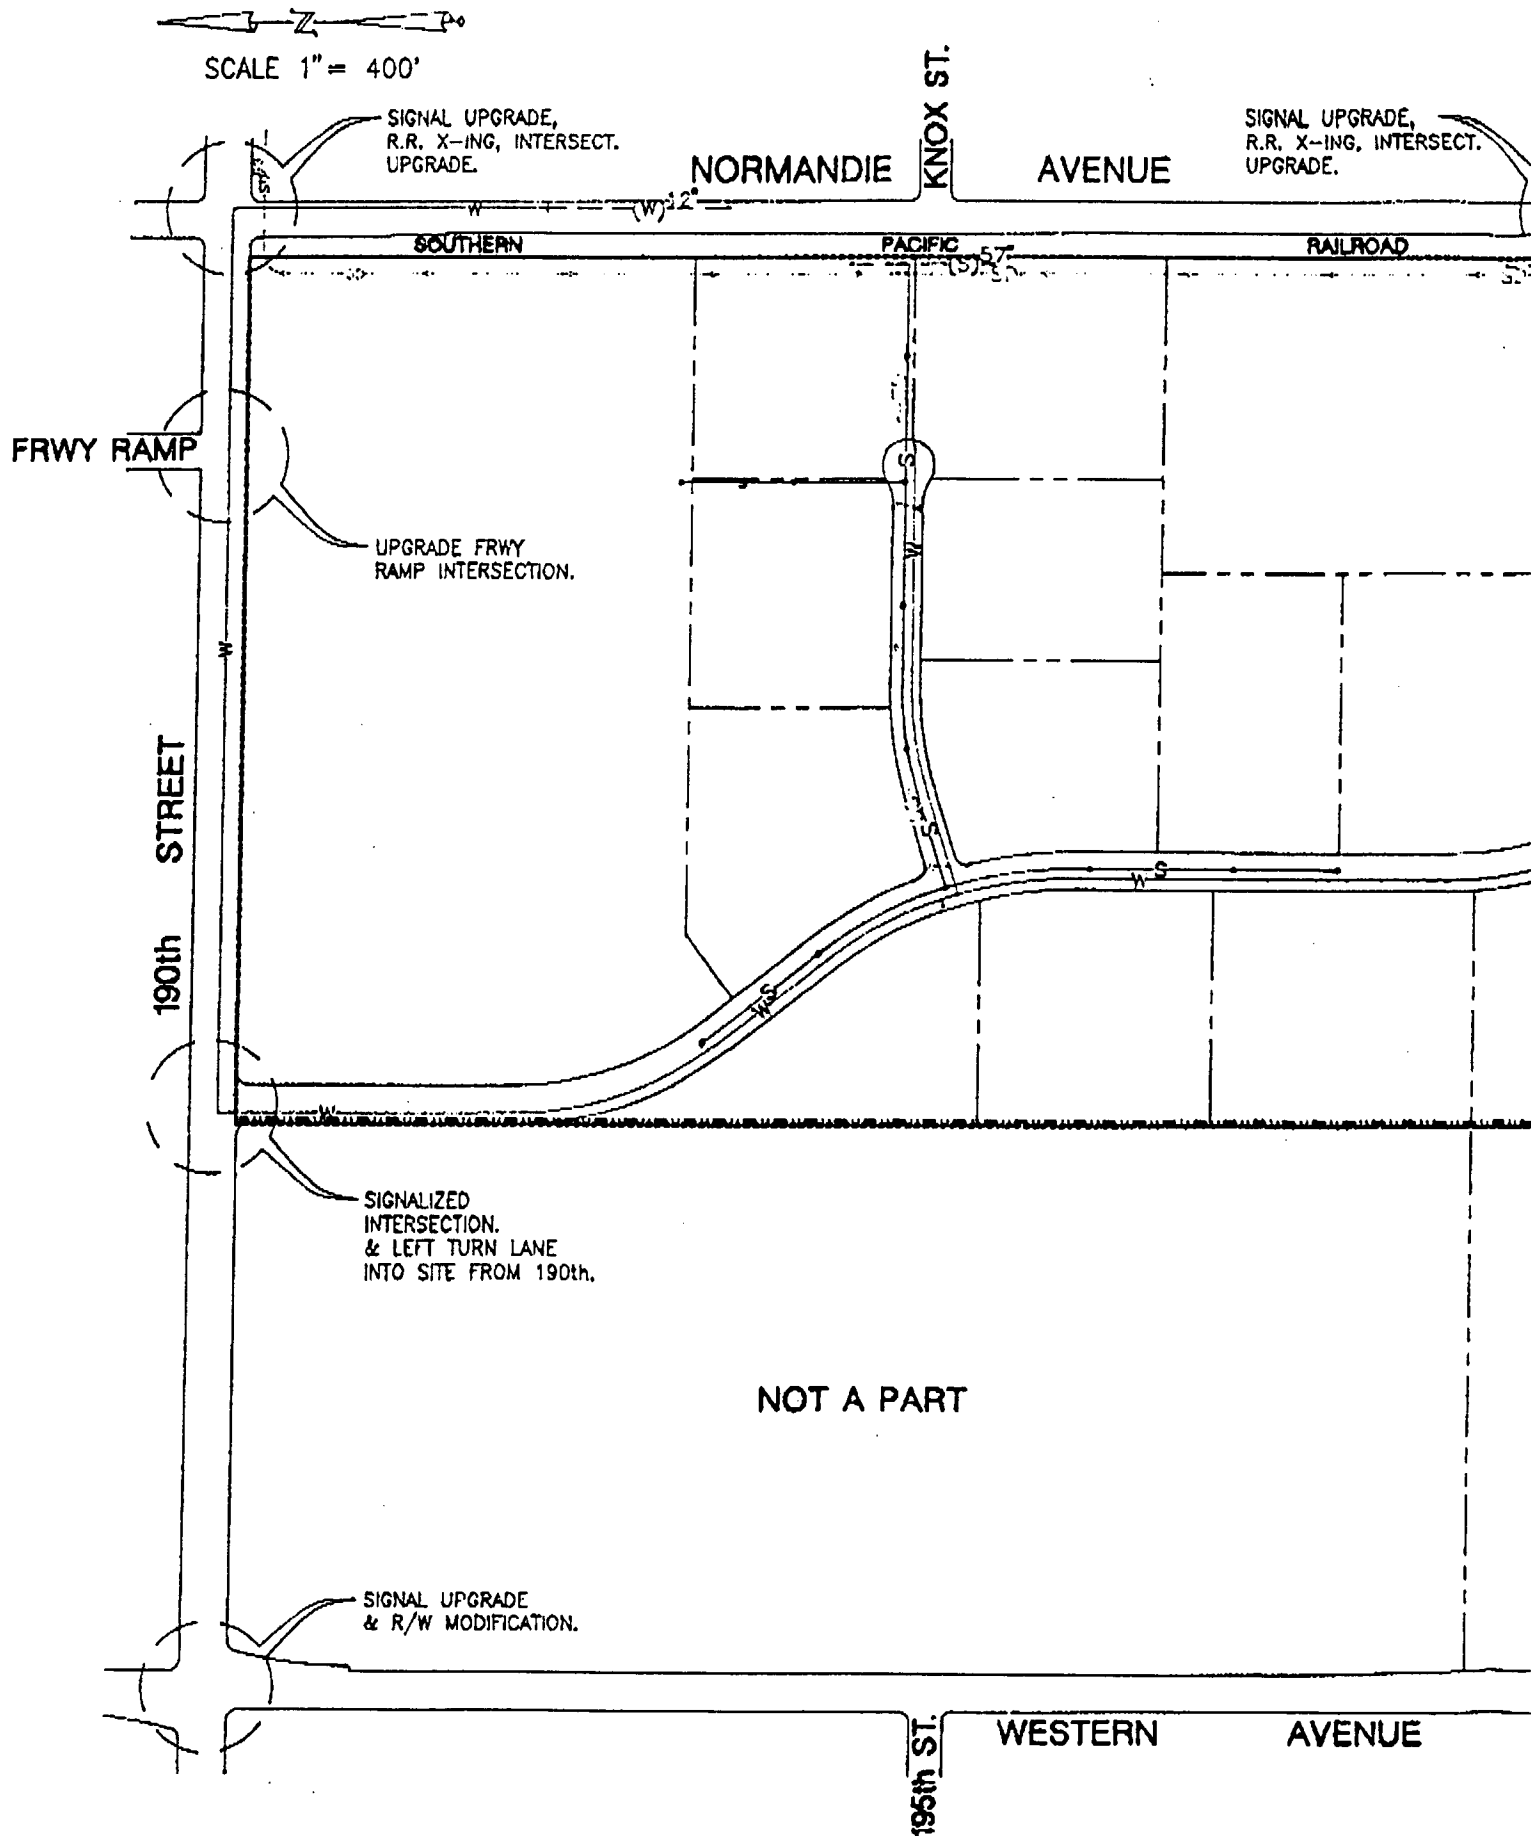 Z
SCALE 1" = 400'
SIGNAL UPGRADE,
R.R. X-ING, INTERSECT.
UPGRADE.
KNOX ST.
SIGNAL UPGRADE,
R.R. X-ING, INTERSECT.
UPGRADE.
NORMANDIE AVENUE
W (W) 12"
SOUTHERN PACIFIC RAILROAD
(S) 57"
FRWY RAMP
S
UPGRADE FRWY
RAMP INTERSECTION.
W
W
190th STREET
S
S
W
S
W
W
SIGNALIZED
INTERSECTION.
& LEFT TURN LANE
INTO SITE FROM 190th.
NOT A PART
SIGNAL UPGRADE
& R/W MODIFICATION.
195th ST.
WESTERN AVENUE